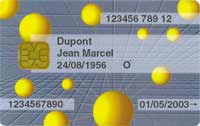 123456 789 12
Dupont
Jean Marcel
24/08/1956 O
1234567890
01/05/2003→